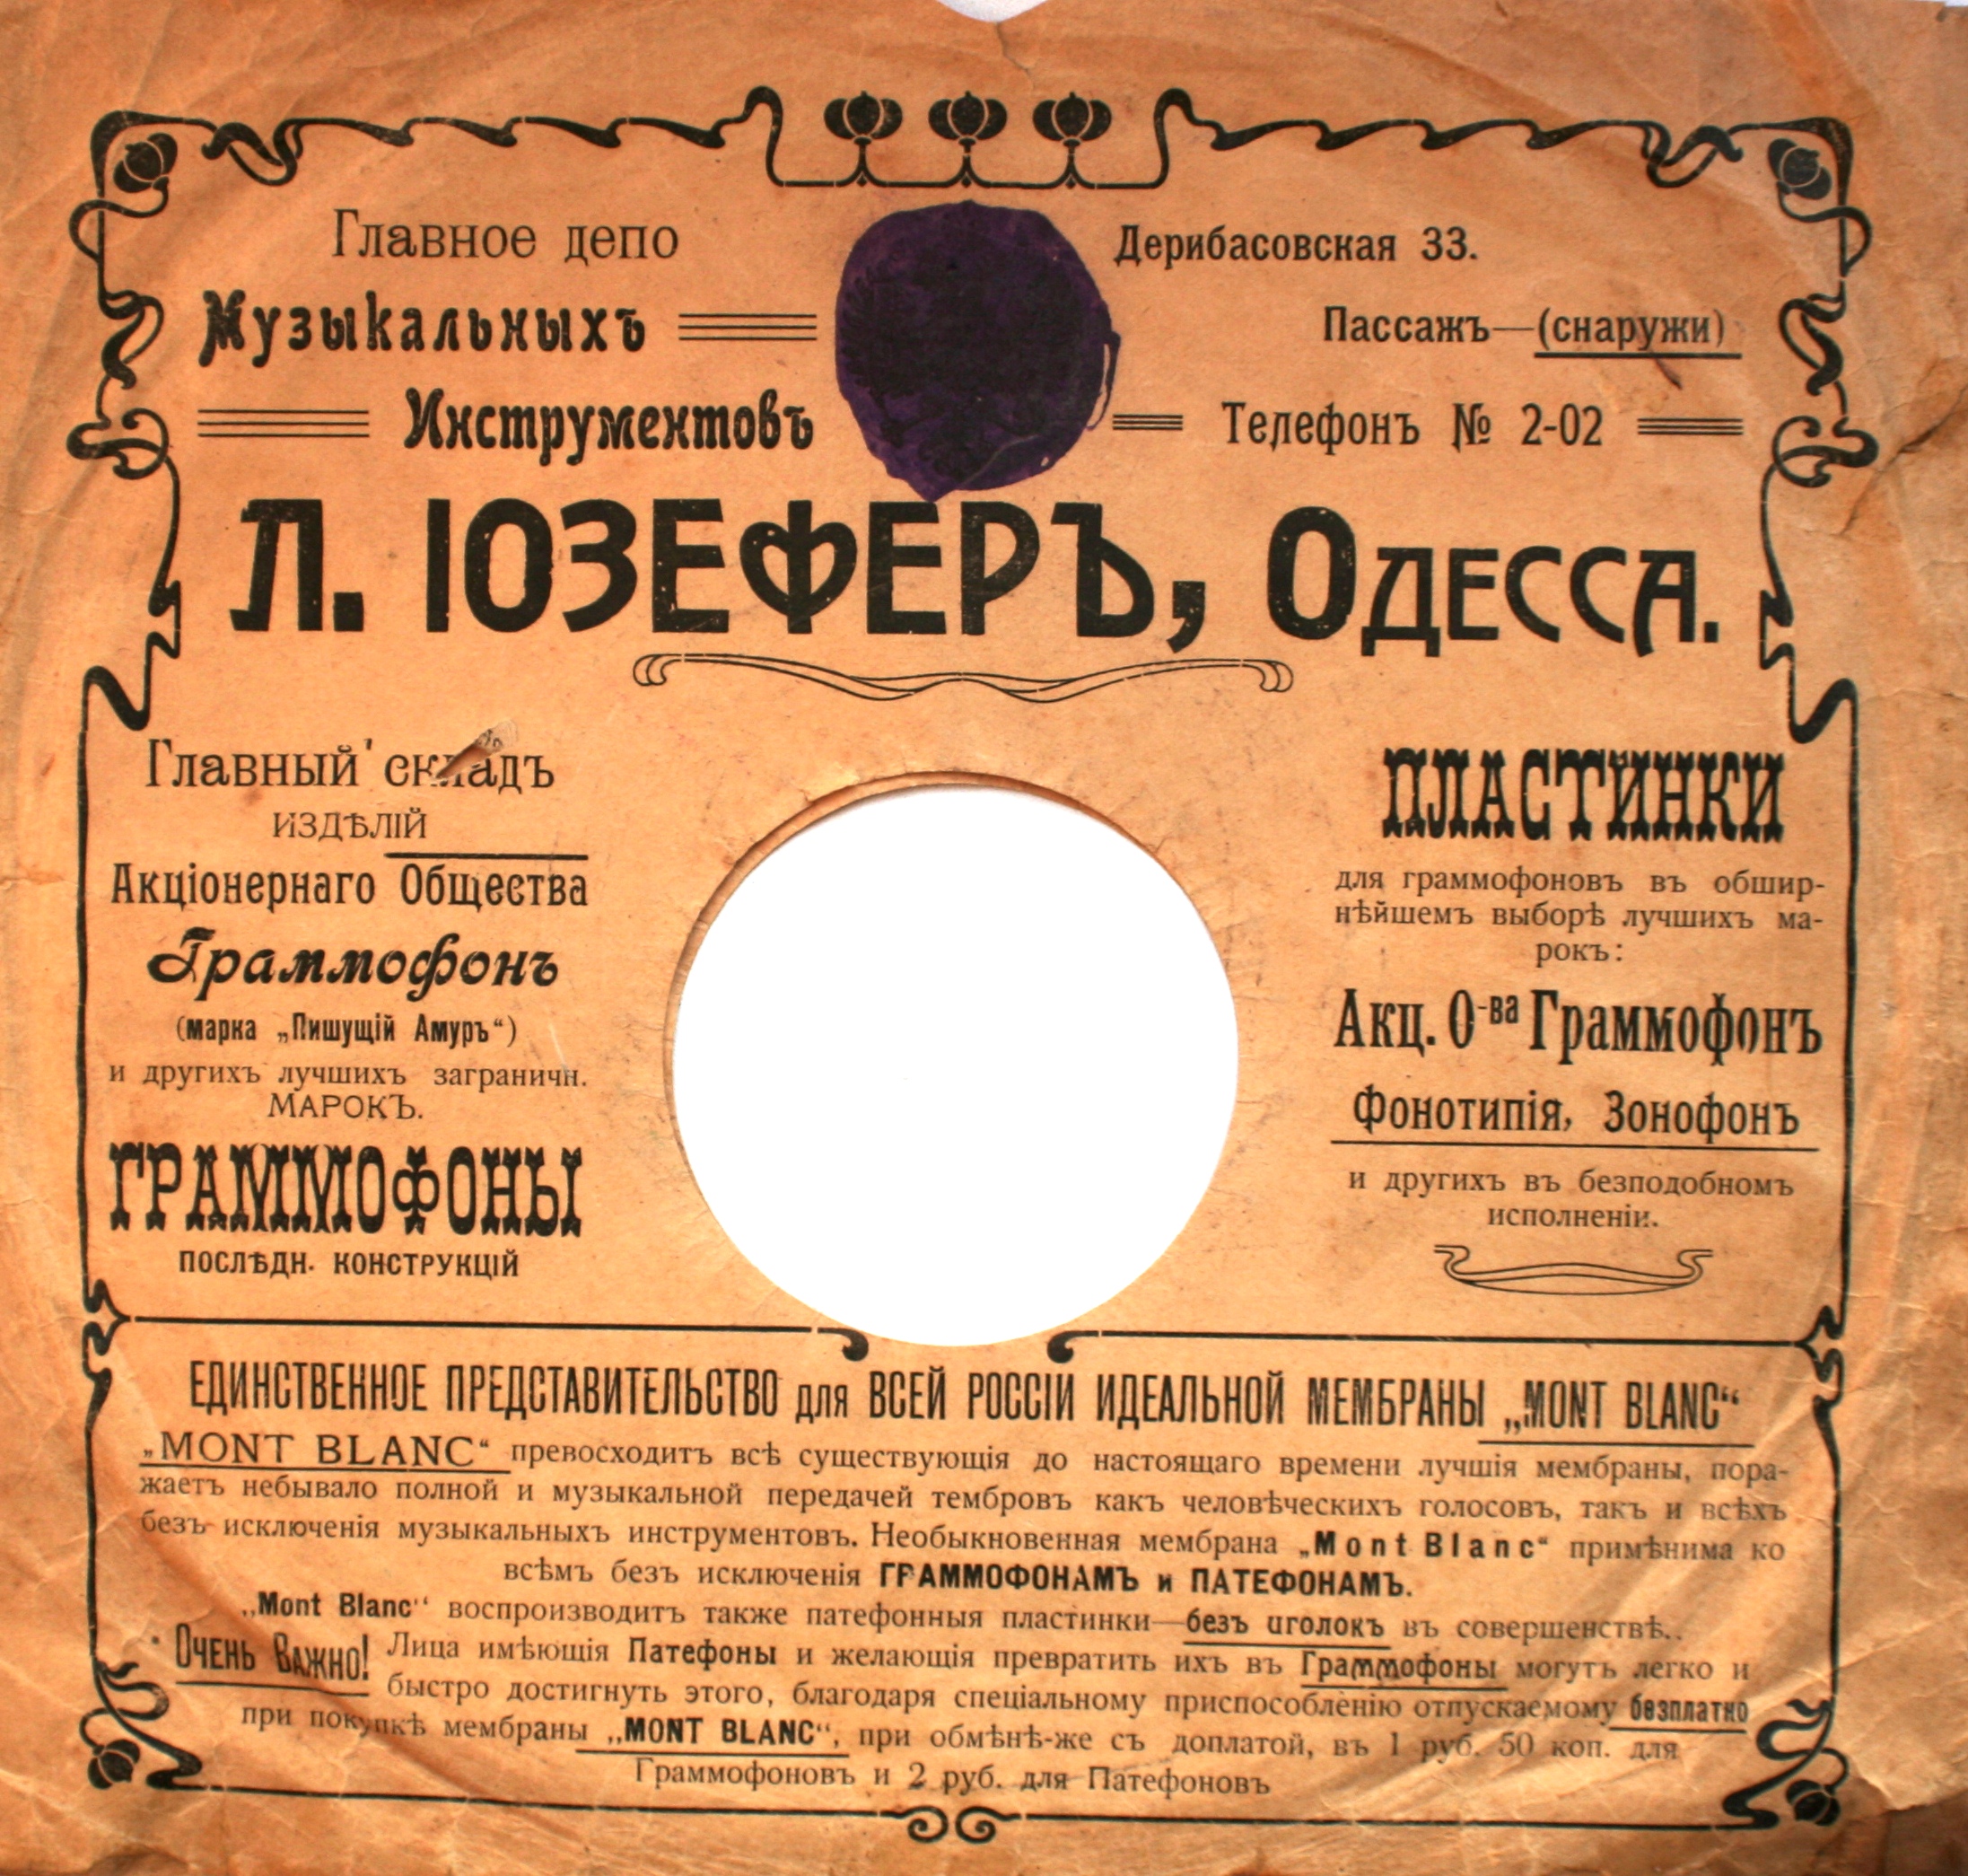 Главное депо
Музыкальныхъ
Инструментовъ
Дерибасовская 33.
Пассажъ—(снаружи)
Телефонъ № 2-02
Л. ІОЗЕФЕРЪ, ОДЕССА.
Главный складъ
ИЗДѢЛІЙ
Акціонернаго Общества
Граммофонъ
(марка „Пишущій Амуръ“)
и другихъ лучшихъ заграничн.
МАРОКЪ.
ГРАММОФОНЫ
ПОСЛѢДН. КОНСТРУКЦІЙ
ПЛАСТИНКИ
для граммофоновъ въ обшир-
нѣйшемъ выборѣ лучшихъ ма-
рокъ:
Акц. О-ва Граммофонъ
Фонотипія, Зонофонъ
и другихъ въ безподобномъ
исполненіи.
ЕДИНСТВЕННОЕ ПРЕДСТАВИТЕЛЬСТВО для ВСЕЙ РОССІИ ИДЕАЛЬНОЙ МЕМБРАНЫ „MONT BLANC“
„MONT BLANC“ превосходитъ всѣ существующія до настоящаго времени лучшія мембраны, пора-
жаетъ небывало полной и музыкальной передачей тембровъ какъ человѣческихъ голосовъ, такъ и всѣхъ
безъ исключенія музыкальныхъ инструментовъ. Необыкновенная мембрана „Mont Blanc“ примѣнима ко
всѣмъ безъ исключенія ГРАММОФОНАМЪ и ПАТЕФОНАМЪ.
„Mont Blanc“ воспроизводитъ также патефонныя пластинки—безъ иголокъ въ совершенствѣ..
Очень Важно! Лица имѣющія Патефоны и желающія превратить ихъ въ Граммофоны могутъ легко и
быстро достигнуть этого, благодаря спеціальному приспособленію отпускаемому безплатно
при покупкѣ мембраны „MONT BLANC“, при обмѣнѣ-же съ доплатой, въ 1 руб. 50 коп. для
Граммофоновъ и 2 руб. для Патефоновъ